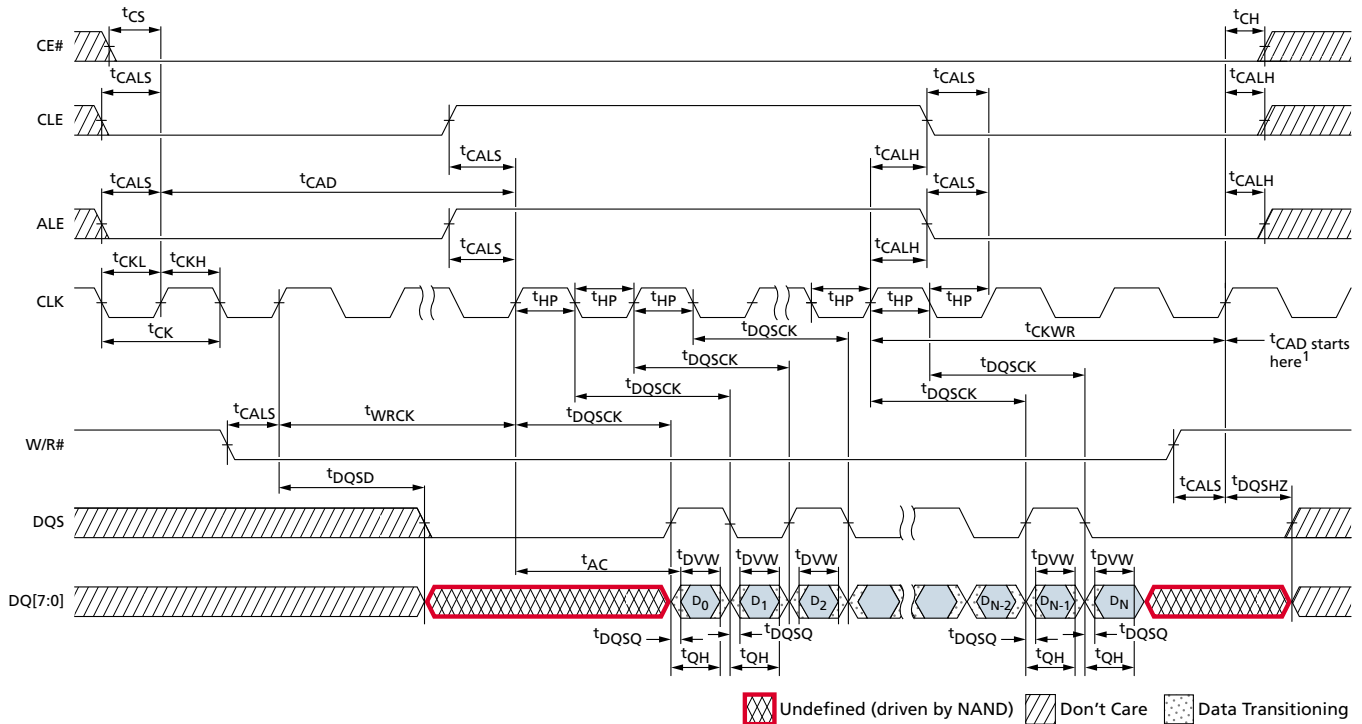 tCS tCH
CE#
tCALS tCALS tCALH
CLE
tCALS tCALH
tCALS tCAD tCALS tCALH
ALE
tCKL tCKH tCALS tCALH
CLK tHP tHP tHP tHP tHP tHP
tCK tDQSCK tCKWR tCAD starts
here1
tDQSCK
tDQSCK tDQSCK
tDQSCK
tCALS tWRCK tDQSCK
W/R#
tDQSD tCALS tDQSHZ
DQS
tAC tDVW tDVW tDVW tDVW tDVW
DQ[7:0] D0 D1 D2 DN-2 DN-1 DN
tDQSQ tDQSQ tDQSQ tDQSQ
tQH tQH tQH tQH
Undefined (driven by NAND) Don't Care Data Transitioning